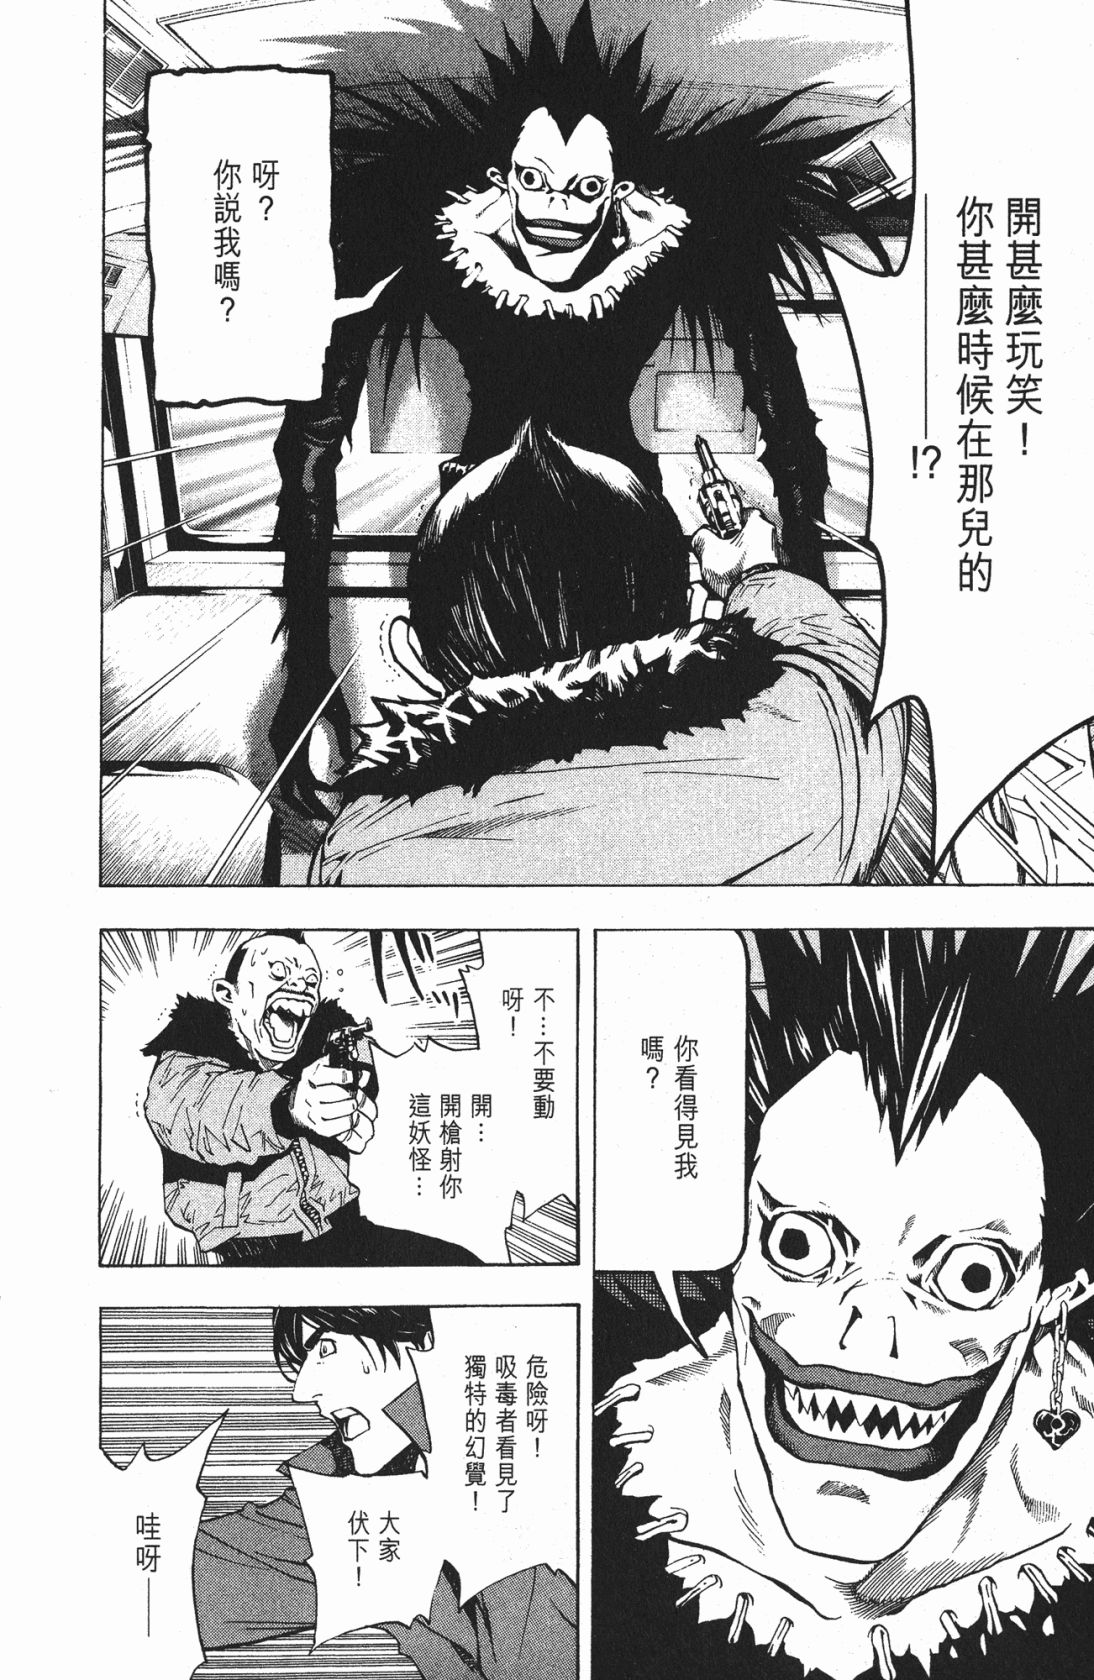 開甚麼玩笑！
你甚麼時候在那兒的
——!?
呀？
你説我嗎？
你看得見我
嗎？
不…不要動
呀！
開…
開槍射你
這妖怪…
危險呀！
吸毒者看見了
獨特的幻覺！
大家
伏下！
哇呀——